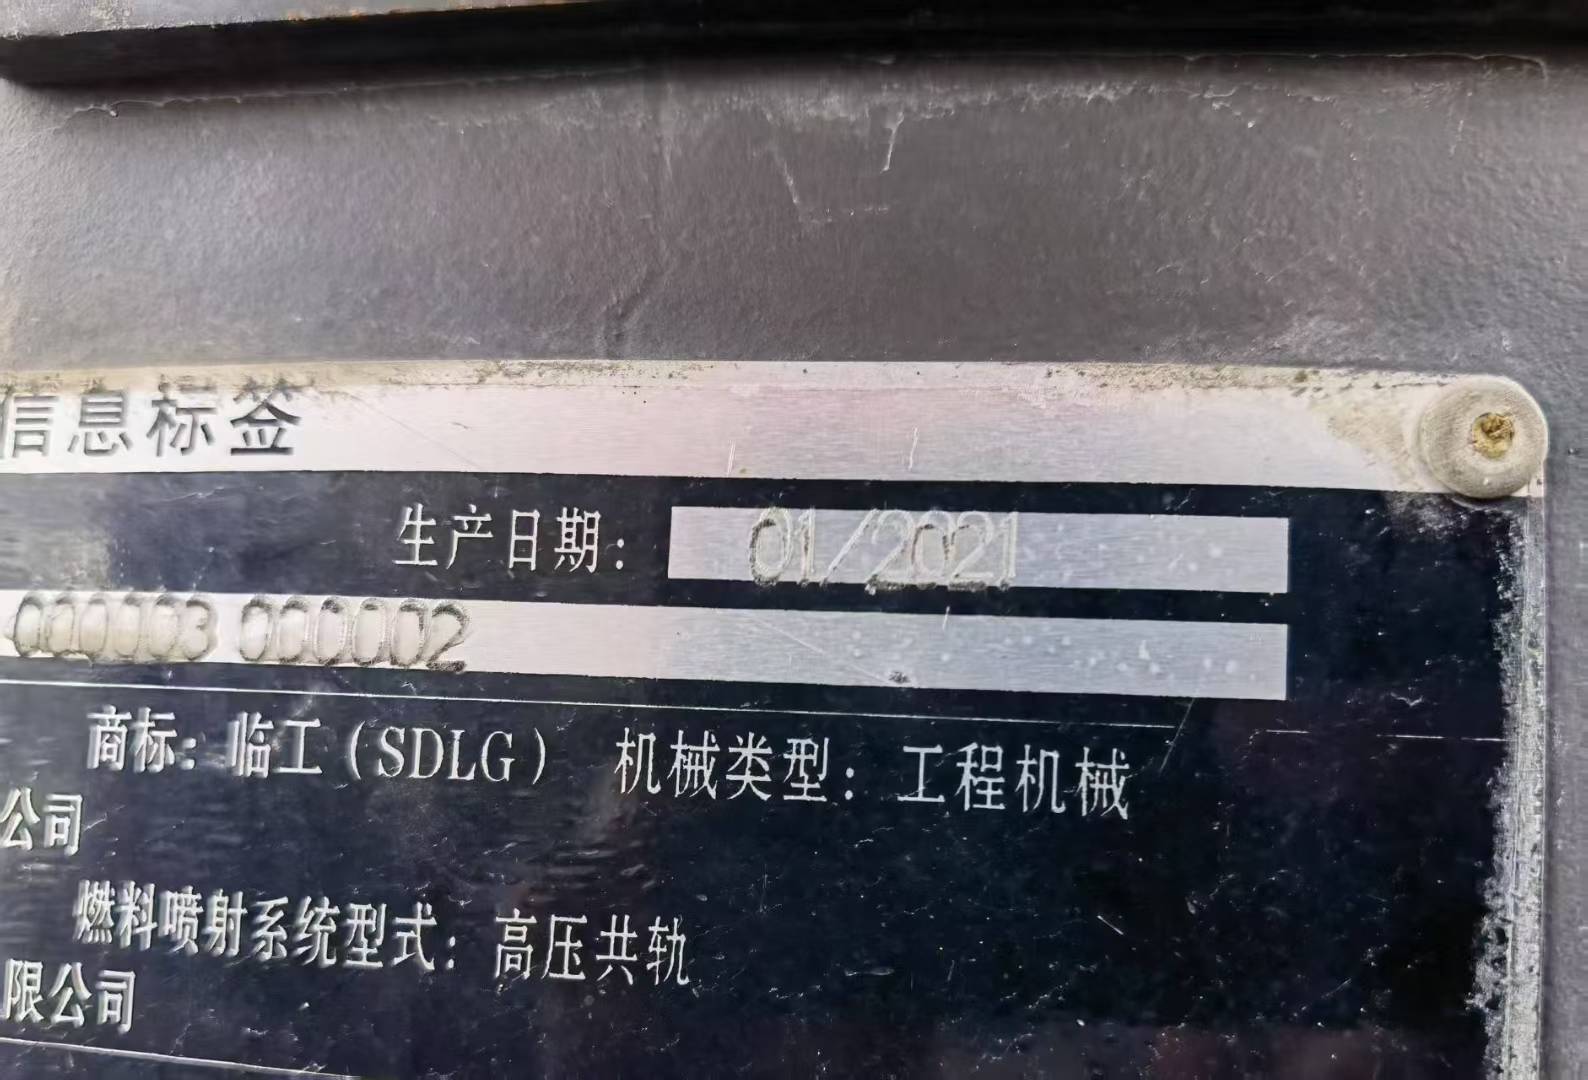 信息标签
生产日期： 01/2021
000003 000002
商标：临工（SDLG） 机械类型：工程机械
公司
燃料喷射系统型式：高压共轨
限公司